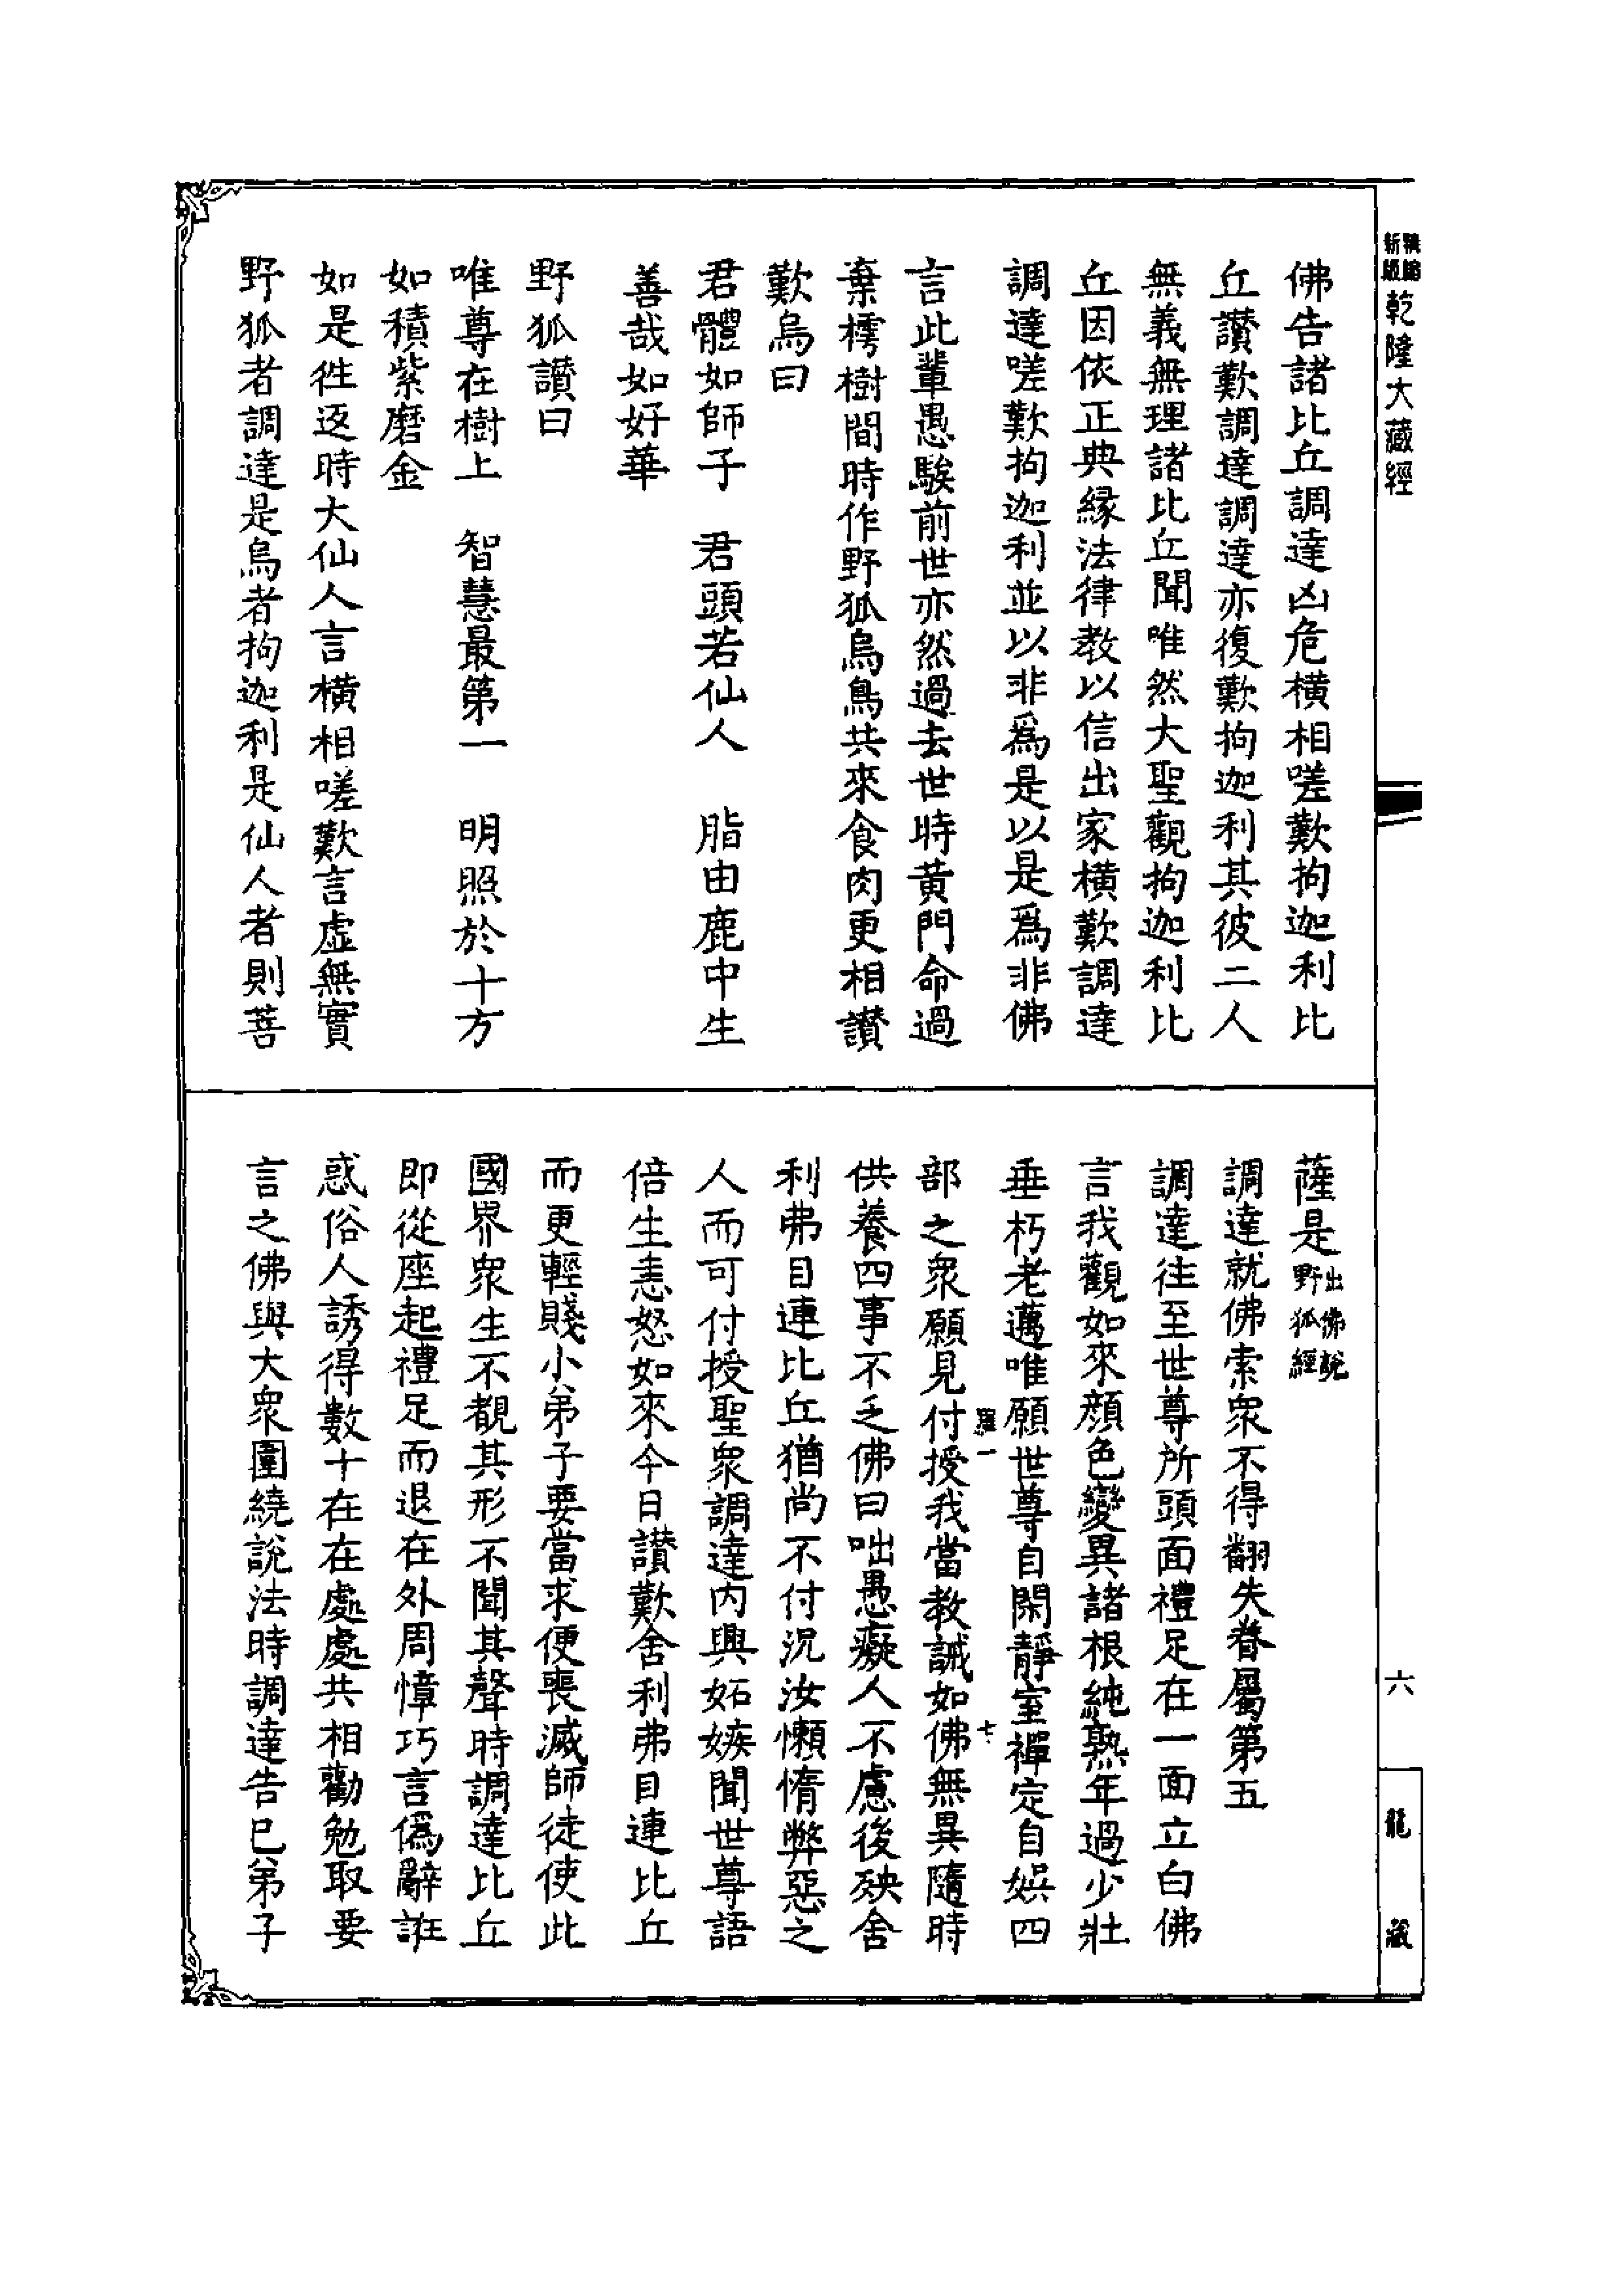 乾隆大藏經
佛告諸比丘調達凶危橫相嗟歎拘迦利比
丘讃歎調達調達亦復歎拘迦利其彼二人
無義無理諸比丘聞唯然大聖觀拘迦利比
丘因依正典緣法律教以信出家橫歎調達
調達嗟歎拘迦利並以非爲是以是爲非佛
言此輩愚騃前世亦然過去世時黃門命過
棄樗樹間時作野狐烏鳥共來食肉更相讃
歎烏曰
君體如師子　君頭若仙人　脂由鹿中生
善哉如好華
野狐讃曰
唯尊在樹上　智慧最第一　明照於十方
如積紫磨金
如是徃返時大仙人言橫相嗟歎言虛無實
野狐者調達是烏者拘迦利是仙人者則菩
薩是出佛說野狐經
調達就佛索衆不得翻失眷屬第五
調達往至世尊所頭面禮足在一面立白佛
言我觀如來顏色變異諸根純熟年過少壯
垂朽老邁唯願世尊自閑靜室禪定自娛四
部之衆願見付授我當教誡如佛無異隨時
供養四事不乏佛曰咄愚癡人不慮後殃舍
利弗目連比丘猶尚不付況汝懶惰弊惡之
人而可付授聖衆調達內興妬嫉聞世尊語
倍生恚怒如來今日讃歎舍利弗目連比丘
而更輕賤小弟子要當求便喪滅師徒使此
國界衆生不覩其形不聞其聲時調達比丘
即從座起禮足而退在外周慞巧言僞辭誑
惑俗人誘得數十在在處處共相勸勉取要
言之佛與大衆圍繞說法時調達告已弟子
一
七
六
龍藏